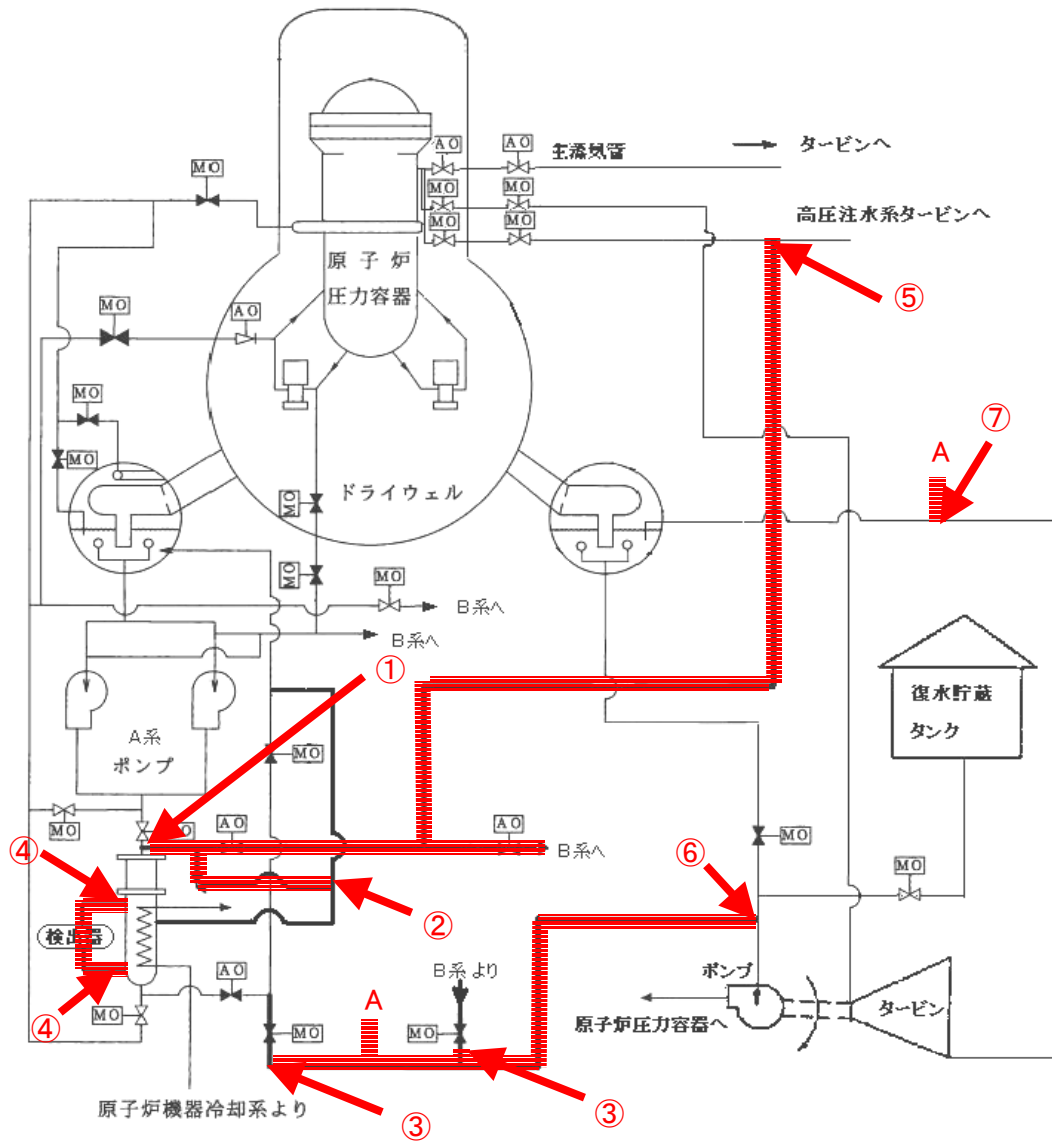 AO
AO
主蒸気管
タービンへ
MO
MO
MO
高圧注水系タービンへ
MO
MO
原子炉
圧力容器
⑤
MO
AO
MO
⑦
A
MO
ドライウェル
MO
MO
MO
B系へ
B系へ
①
復水貯蔵
タンク
A系
ポンプ
MO
MO
MO
AO
AO
MO
B系へ
④
MO
⑥
②
検出器
B系より
ポンプ
AO
A
タービン
④
MO
MO
MO
原子炉圧力容器へ
③
③
原子炉機器冷却系より